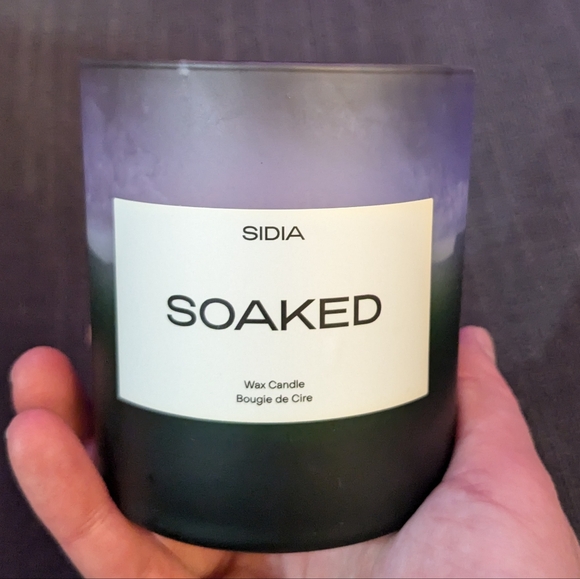 SIDIA
SOAKED
Wax Candle
Bougie de Cire